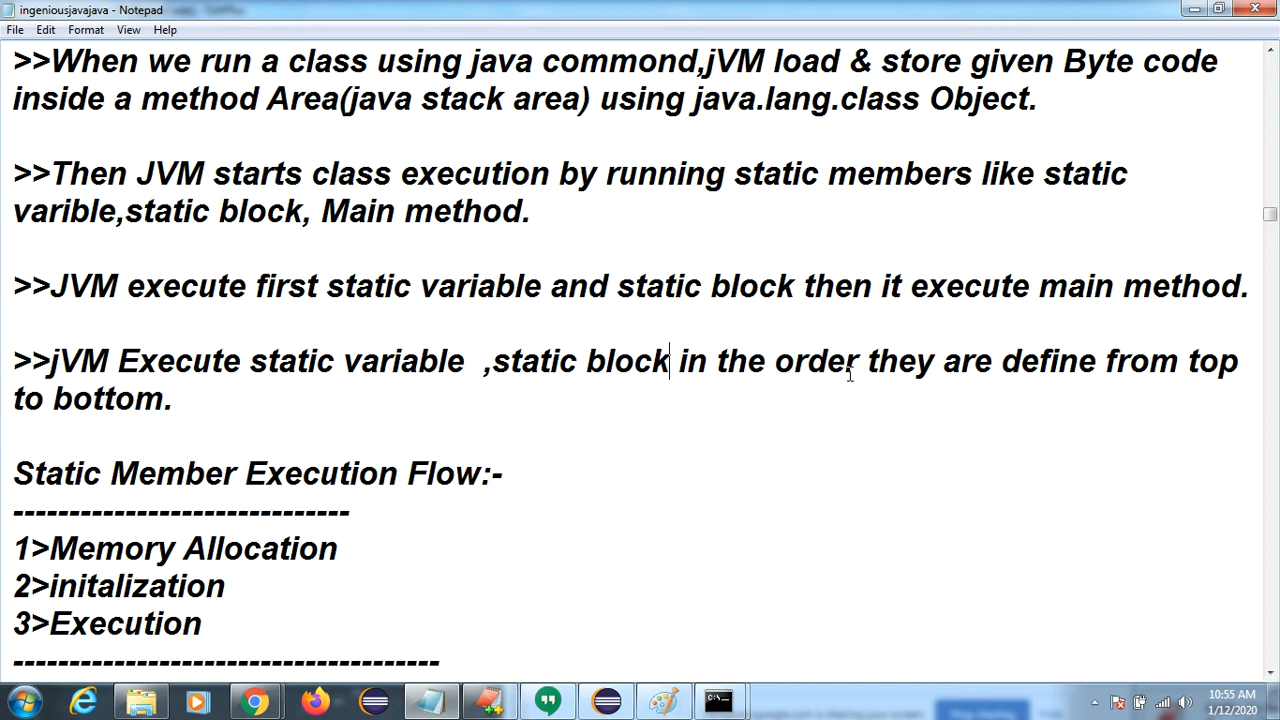 ingeniousjavajava - Notepad
File Edit Format View Help
>>When we run a class using java commond,jVM load & store given Byte code
inside a method Area(java stack area) using java.lang.class Object.
>>Then JVM starts class execution by running static members like static
varible,static block, Main method.
>>JVM execute first static variable and static block then it execute main method.
>>jVM Execute static variable  ,static block in the order they are define from top
to bottom.
Static Member Execution Flow:-
------------------------------
1>Memory Allocation
2>initalization
3>Execution
--------------------------------------
10:55 AM
1/12/2020